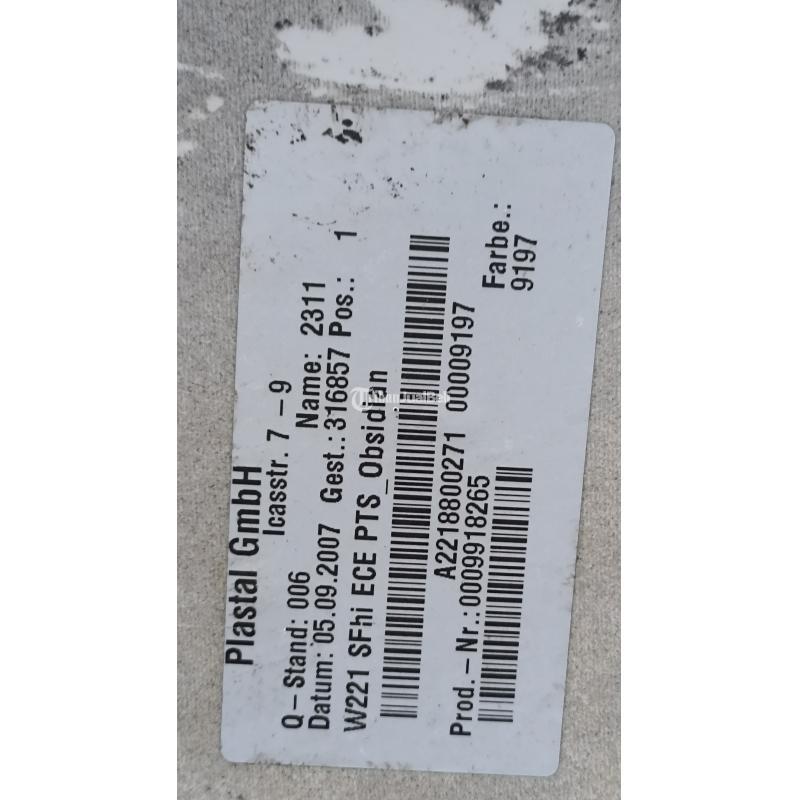 Plastal GmbH
Icasstr. 7 – 9
Q – Stand: 006 Name: 2311
Datum: 05.09.2007 Gest.: 316857 Pos.: 1
W221 SFhi ECE PTS_Obsidian
A2218800271 00009197
Prod. – Nr.:0009918265
Farbe.:
9197